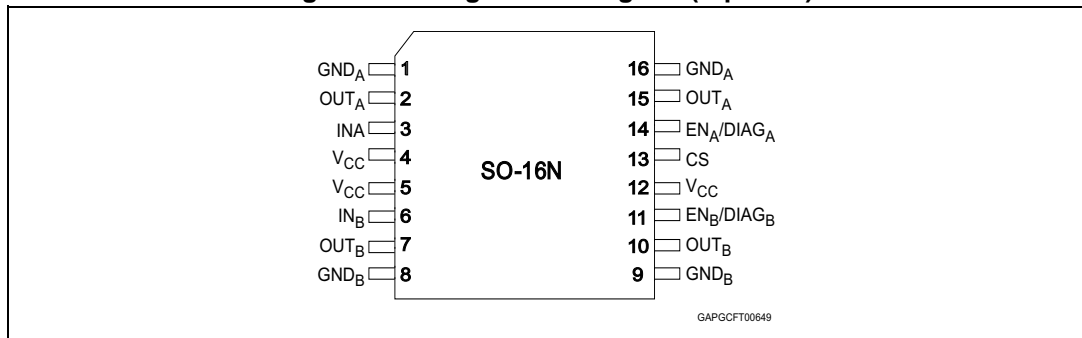 GNDA 1 16 GNDA
OUTA 2 15 OUTA
INA 3 14 ENA/DIAGA
VCC 4 13 CS
SO-16N
VCC 5 12 VCC
INB 6 11 ENB/DIAGB
OUTB 7 10 OUTB
GNDB 8 9 GNDB
GAPGCFT00649